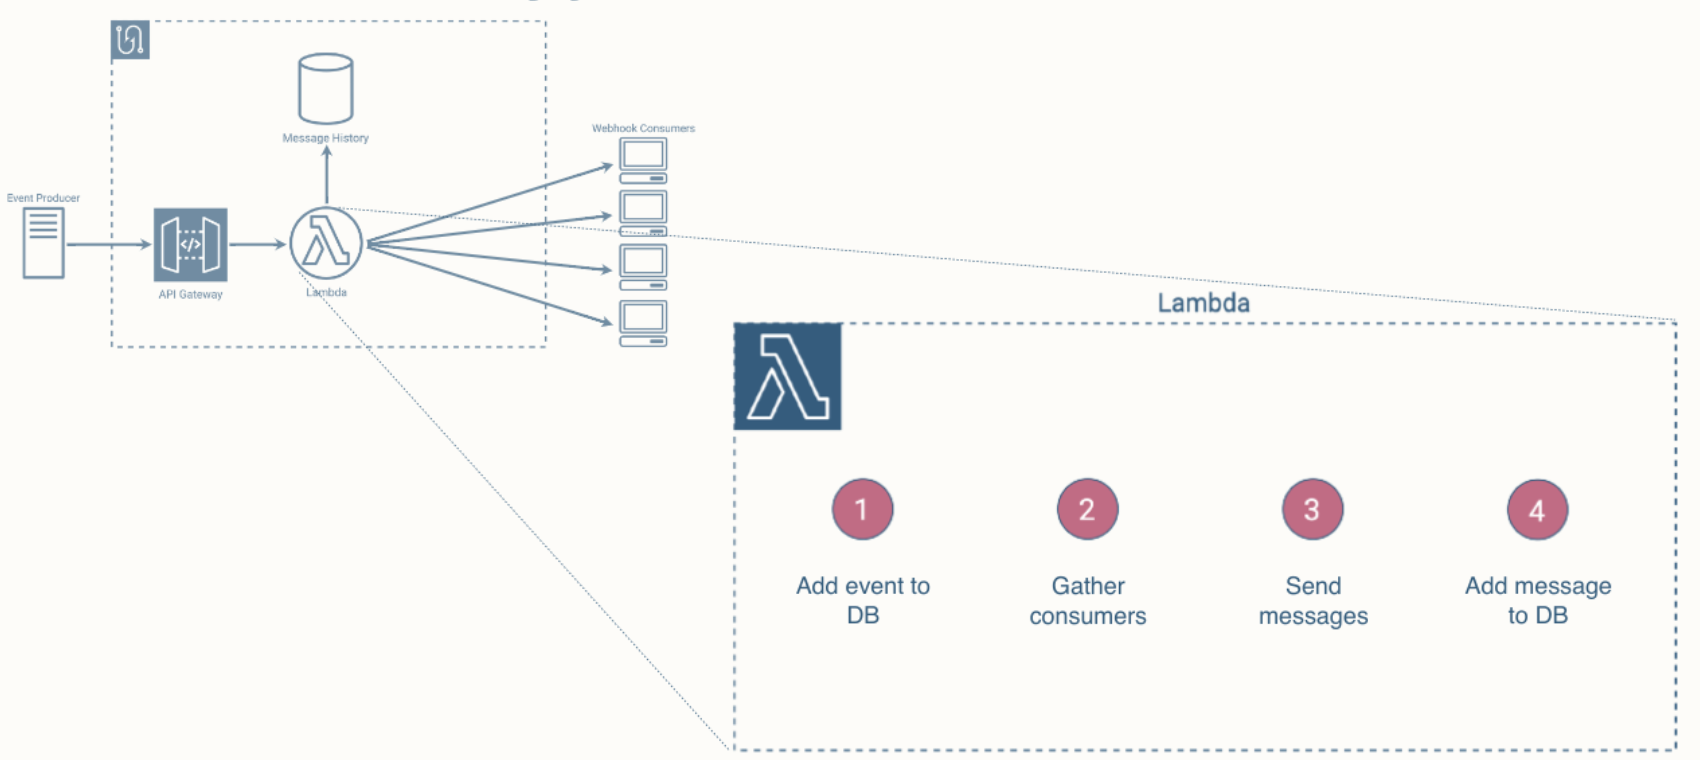 Message History
Webhook Consumers
Event Producer
</>
API Gateway
Lambda
Lambda
1
2
3
4
Add event to
DB
Gather
consumers
Send
messages
Add message
to DB